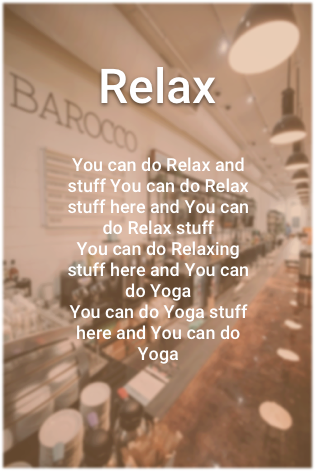 Relax
BAROCCO
You can do Relax and
stuff You can do Relax
stuff here and You can
do Relax stuff
You can do Relaxing
stuff here and You can
do Yoga
You can do Yoga stuff
here and You can do
Yoga